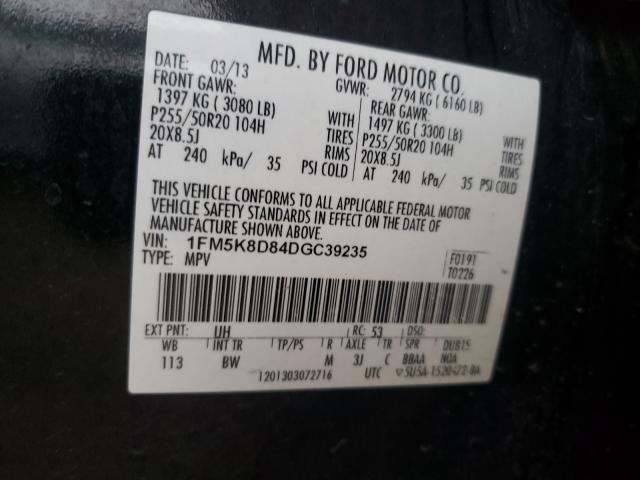 MFD. BY FORD MOTOR CO.
DATE: 03/13 GVWR: 2794 KG ( 6160 LB)
FRONT GAWR: REAR GAWR:
1397 KG ( 3080 LB) 1497 KG ( 3300 LB)
P255/50R20 104H TIRES P255/50R20 104H TIRES
20X8.5J RIMS 20X8.5J RIMS
AT 240 kPa/ 35 PSI COLD AT 240 kPa/ 35 PSI COLD
THIS VEHICLE CONFORMS TO ALL APPLICABLE FEDERAL MOTOR
VEHICLE SAFETY STANDARDS IN EFFECT ON THE DATE OF
MANUFACTURE SHOWN ABOVE.
VIN: 1FM5K8D84DGC39235 F0191
TYPE: MPV T0226
EXT PNT: UH RC: 53 DSO:
WB INT TR TP/PS R AXLE TR SPR DUB15
113 BW M 3J C BBAA NOA
1201303072716 UTC ▽5U5A-1520472-BA